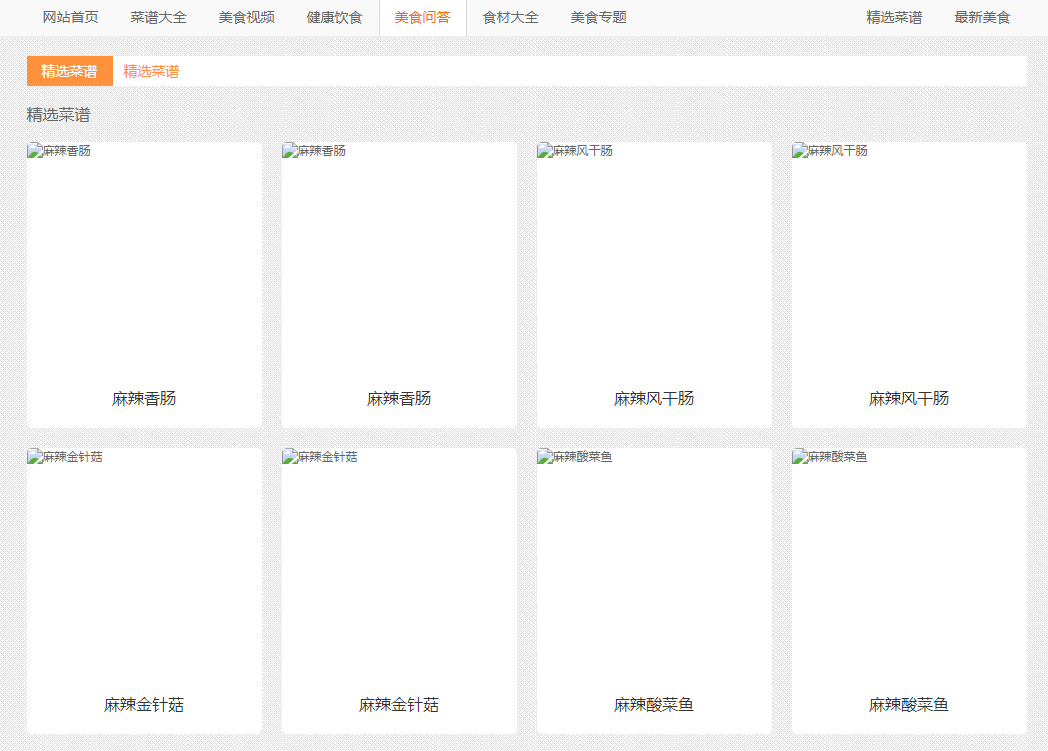 网站首页 菜谱大全 美食视频 健康饮食 美食问答 食材大全 美食专题 精选菜谱 最新美食
精选菜谱 精选菜谱
精选菜谱
麻辣香肠 麻辣香肠 麻辣风干肠 麻辣风干肠
麻辣香肠 麻辣香肠 麻辣风干肠 麻辣风干肠
麻辣金针菇 麻辣金针菇 麻辣酸菜鱼 麻辣酸菜鱼
麻辣金针菇 麻辣金针菇 麻辣酸菜鱼 麻辣酸菜鱼